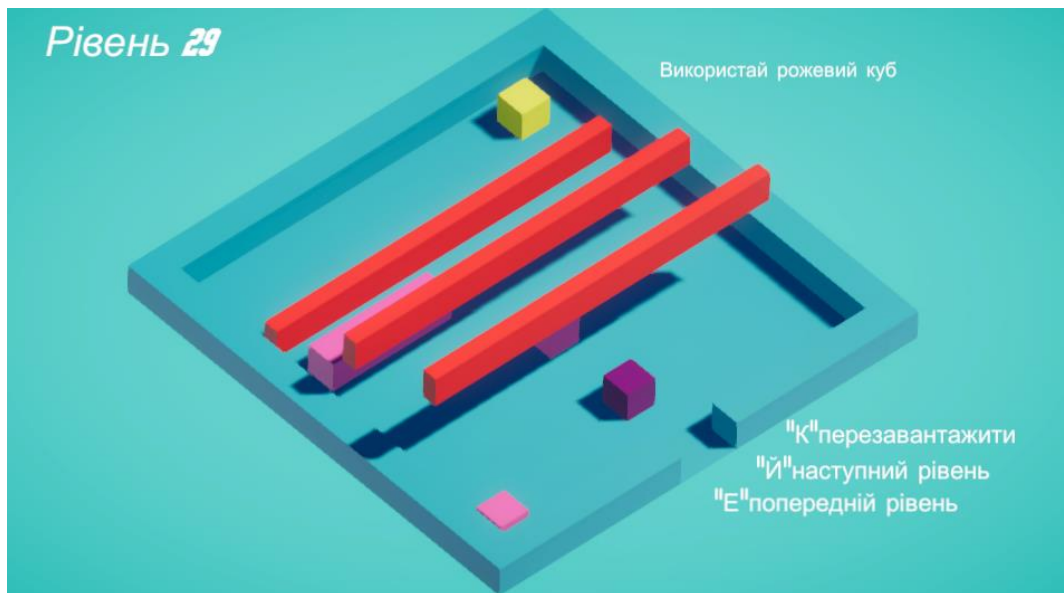 Рівень 29
Використай рожевий куб
"К"перезавантажити
"Й"наступний рівень
"Е"попередній рівень